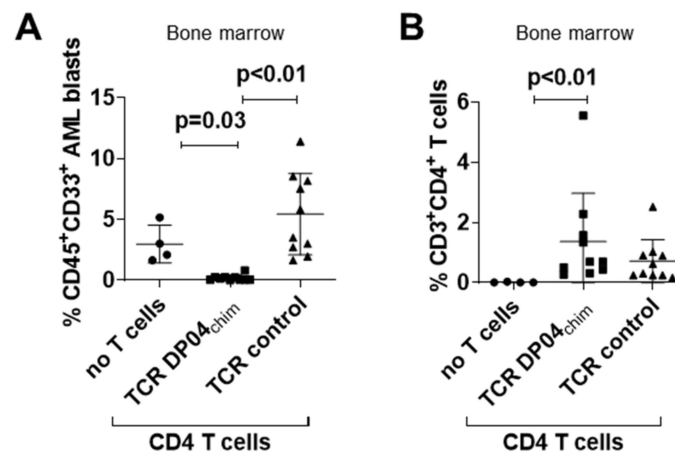 A
Bone marrow
p<0.01
p=0.03
% CD45+CD33+ AML blasts
15
10
5
0
no T cells
TCR DP04chim
TCR control
CD4 T cells
B
Bone marrow
p<0.01
% CD3+CD4+ T cells
6
4
2
0
no T cells
TCR DP04chim
TCR control
CD4 T cells